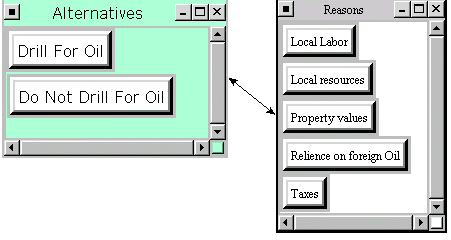 Alternatives
Drill For Oil
Do Not Drill For Oil
Reasons
Local Labor
Local resources
Property values
Relience on foreign Oil
Taxes